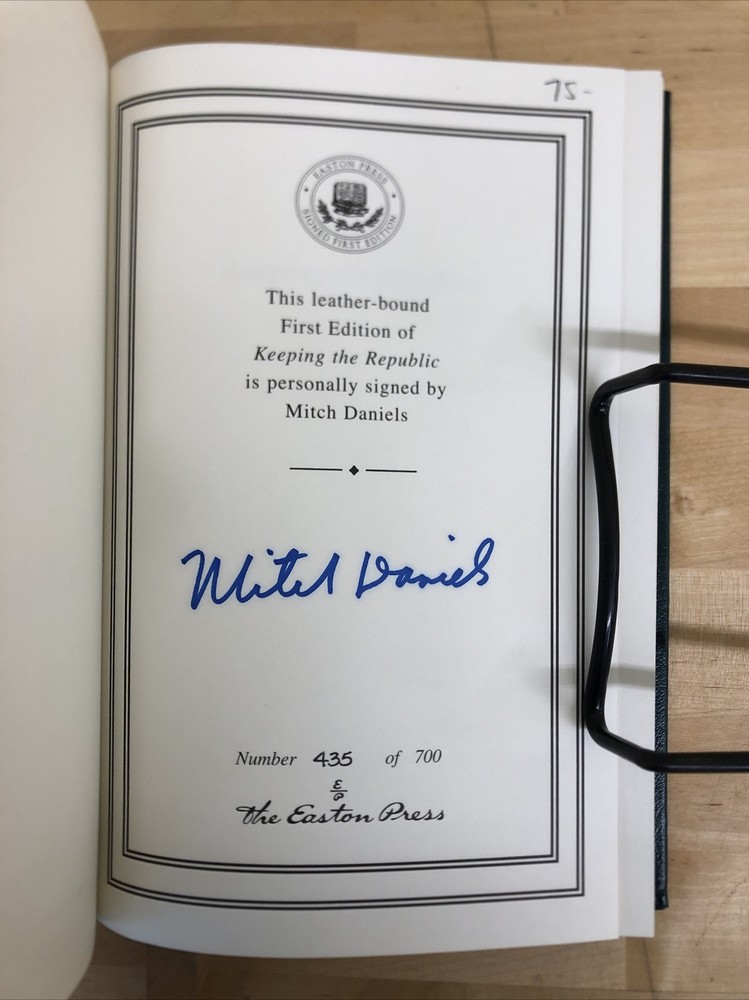 75-
EASTON PRESS
SIGNED FIRST EDITION
This leather-bound
First Edition of
Keeping the Republic
is personally signed by
Mitch Daniels
Mitch Daniels
Number 435 of 700
E/P
The Easton Press